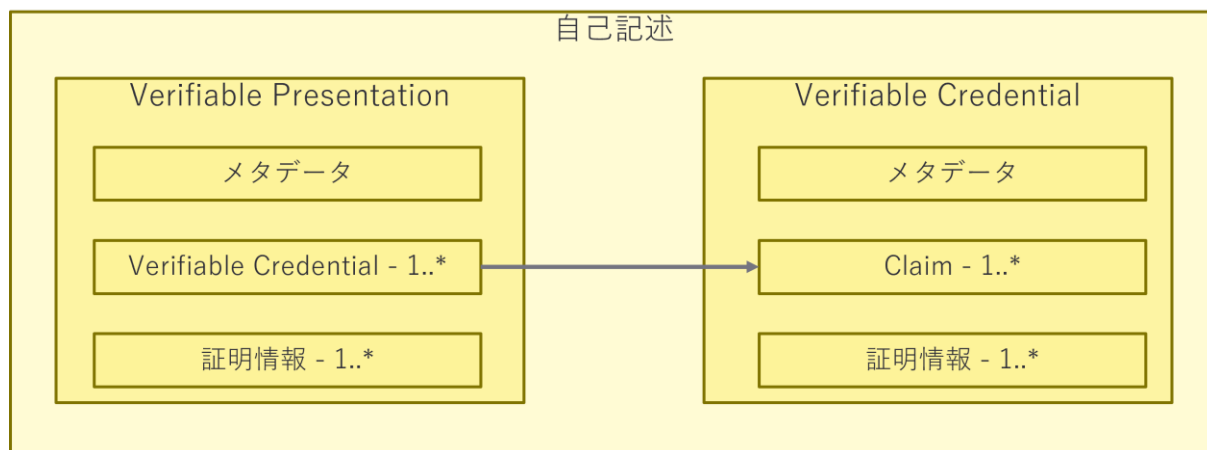 自己記述
Verifiable Presentation
メタデータ
Verifiable Credential - 1..*
証明情報 - 1..*
Verifiable Credential
メタデータ
Claim - 1..*
証明情報 - 1..*